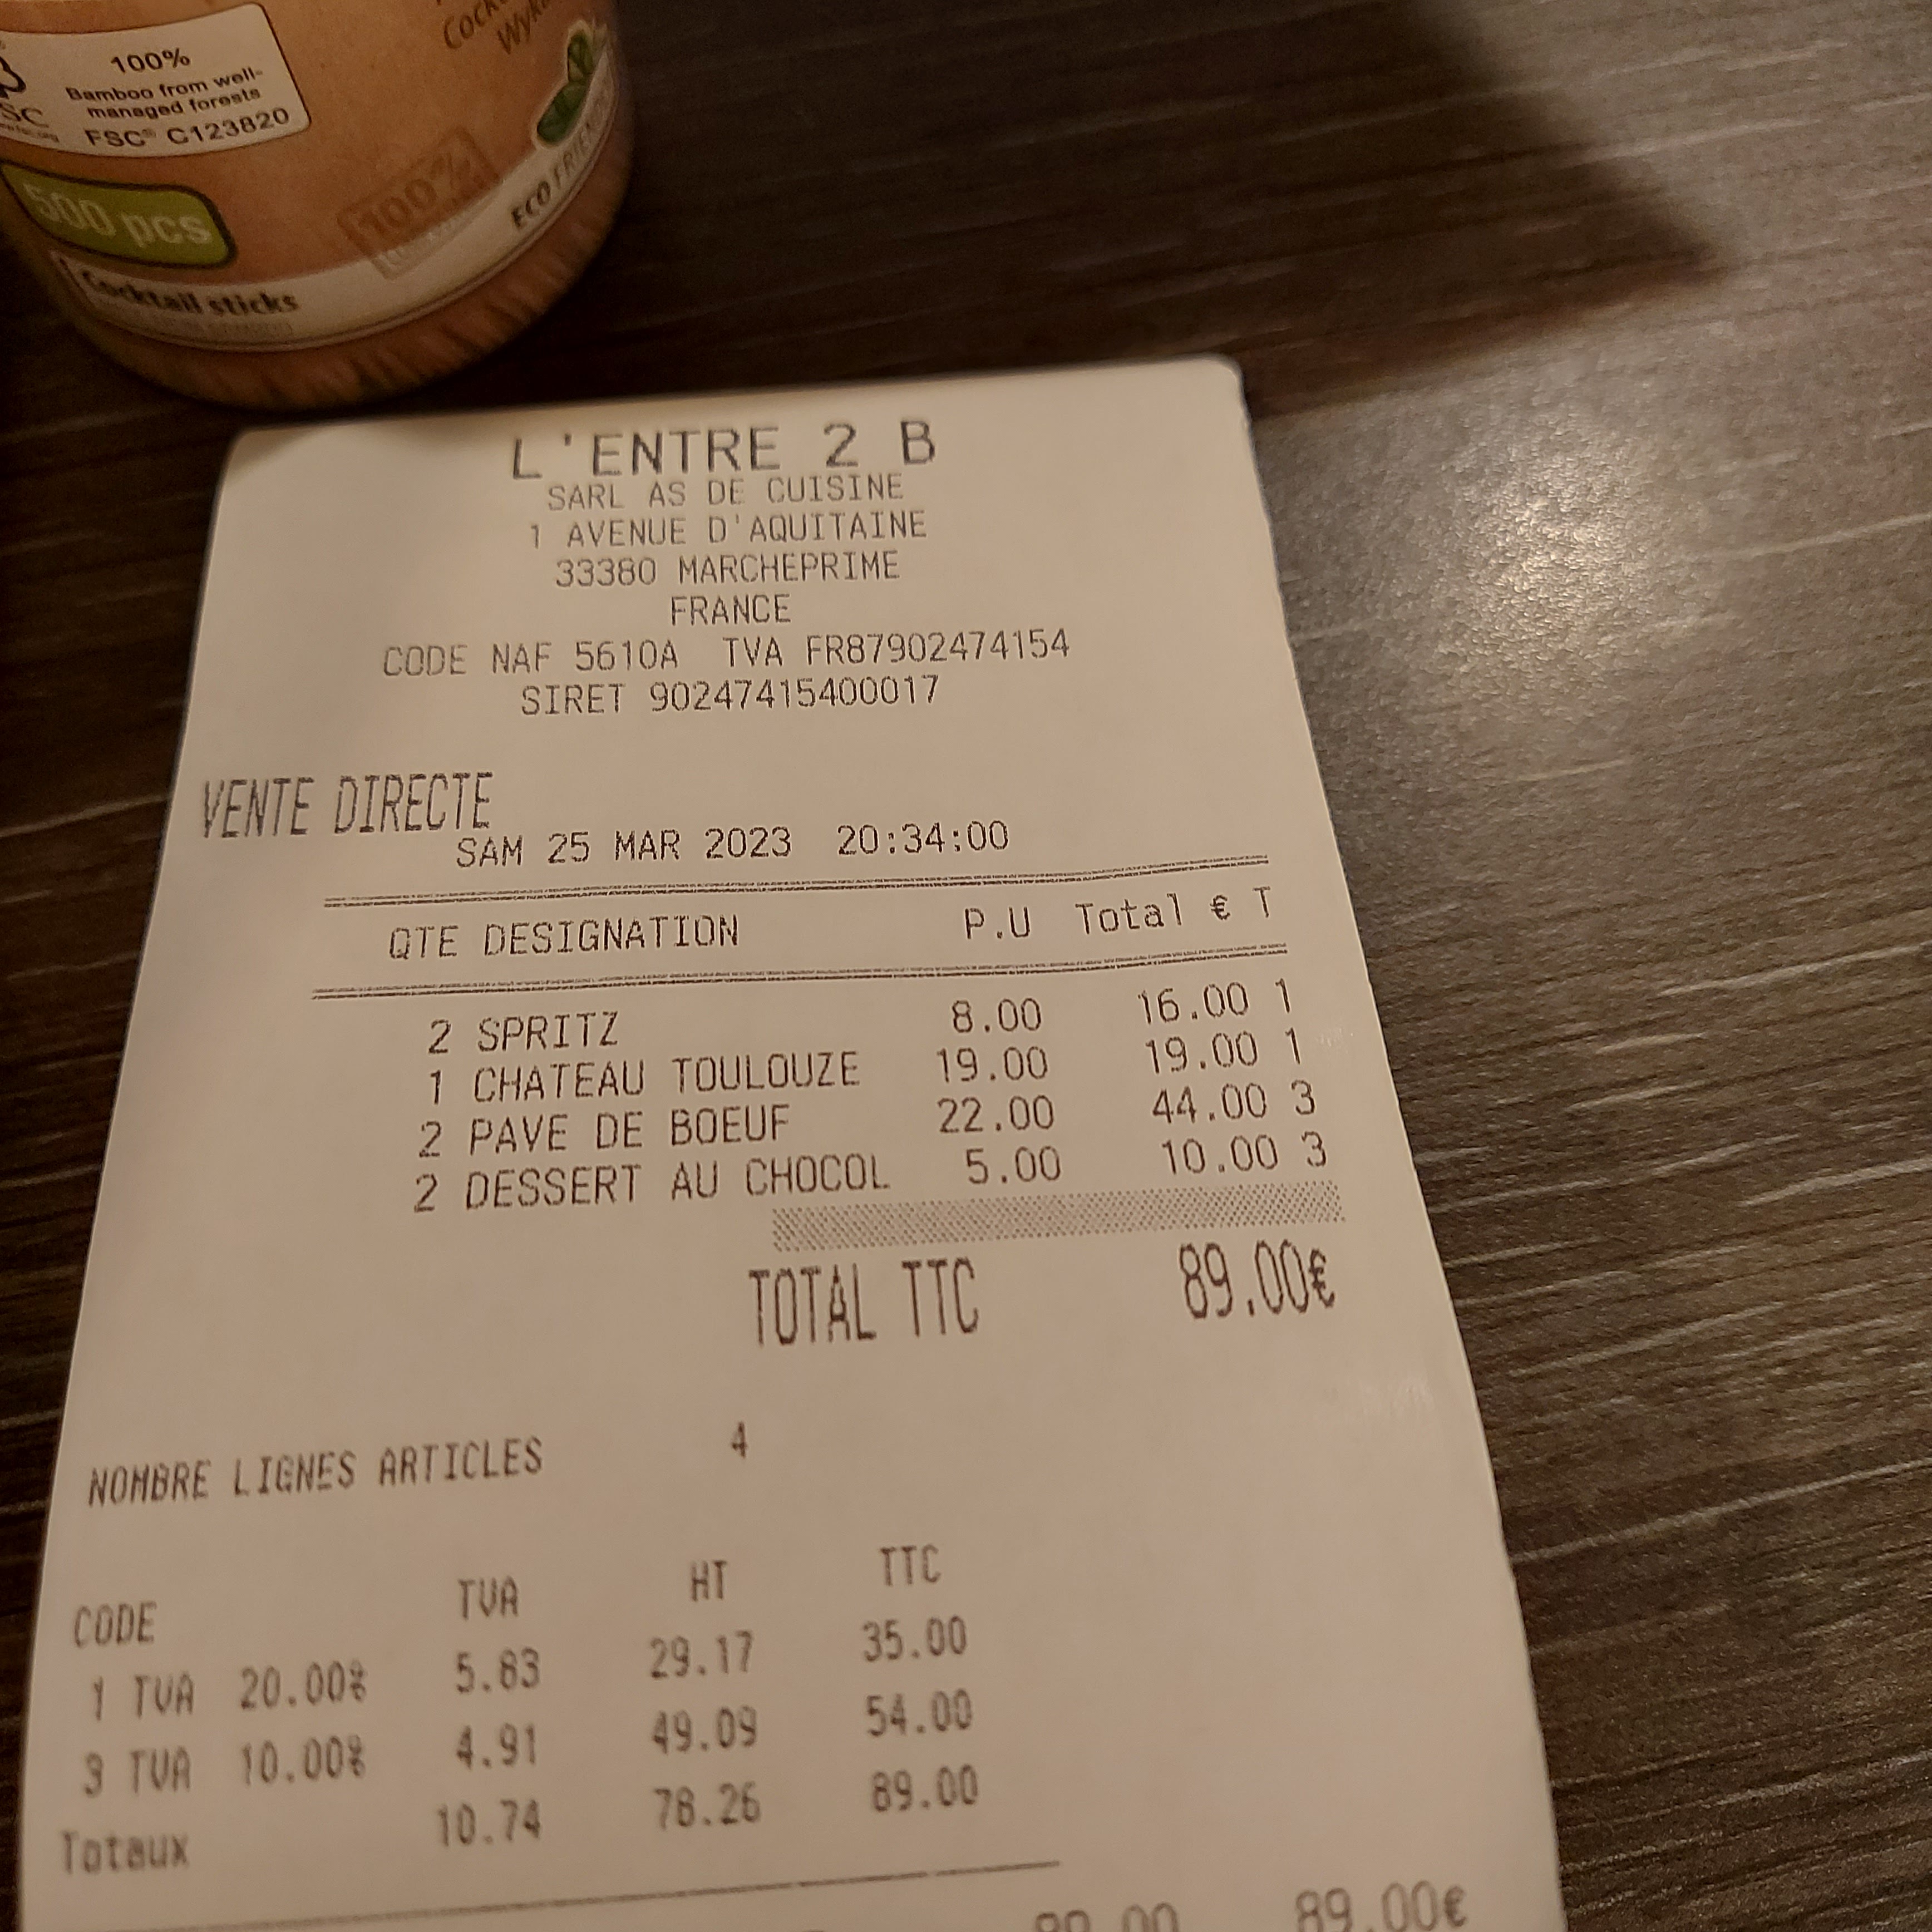 Cocktail
100%
Bamboo from well-
managed forests
FSC® C123820
500 pcs
100%
ECO FRIEN
Cocktail sticks
L'ENTRE 2 B
SARL AS DE CUISINE
1 AVENUE D'AQUITAINE
33380 MARCHEPRIME
FRANCE
CODE NAF 5610A TVA FR87902474154
SIRET 90247415400017
VENTE DIRECTE
SAM 25 MAR 2023 20:34:00
QTE DESIGNATION P.U Total € T
2 SPRITZ 8.00 16.00 1
1 CHATEAU TOULOUZE 19.00 19.00 1
2 PAVE DE BOEUF 22.00 44.00 3
2 DESSERT AU CHOCOL 5.00 10.00 3
TOTAL TTC 89.00€
NOMBRE LIGNES ARTICLES 4
CODE TVA HT TTC
1 TVA 20.00% 5.83 29.17 35.00
3 TVA 10.00% 4.91 49.09 54.00
Totaux 10.74 78.26 89.00
89.00 89.00€